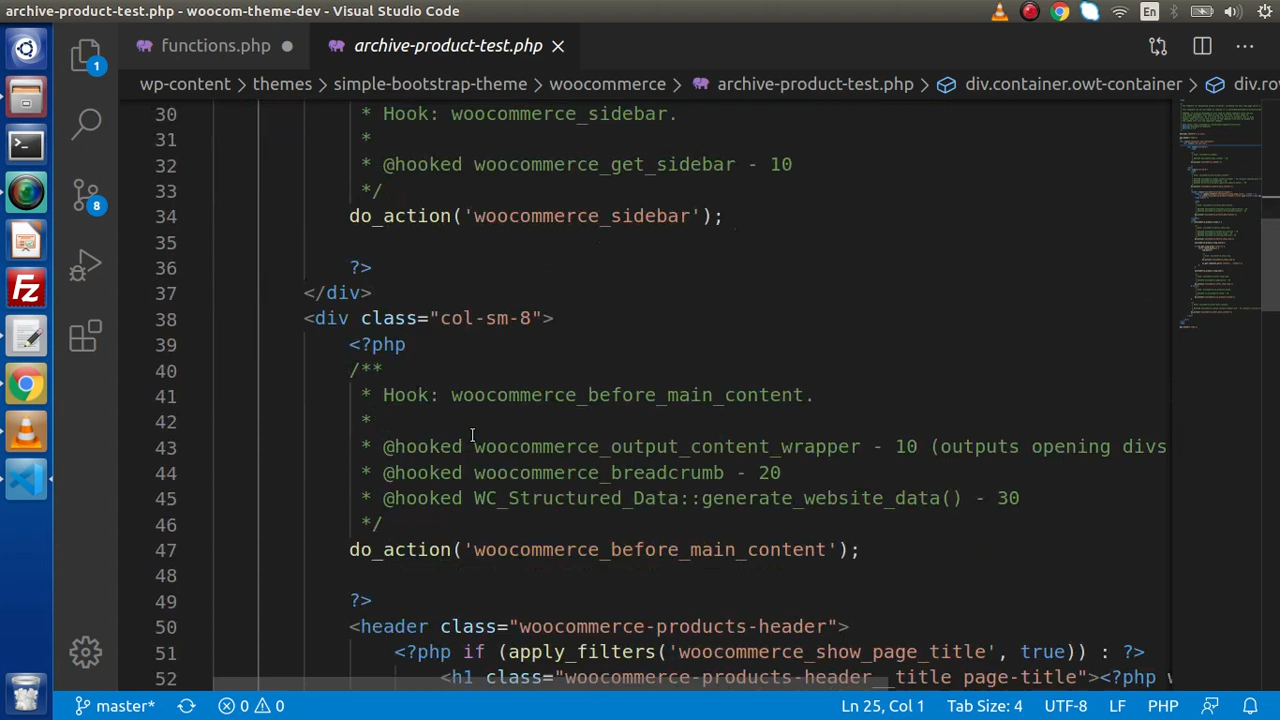 archive-product-test.php - woocom-theme-dev - Visual Studio Code
En
functions.php
archive-product-test.php
wp-content > themes > simple-bootstrap-theme > woocommerce > archive-product-test.php > div.container.owt-container > div.ro
30 * Hook: woocommerce_sidebar.
31 *
32 * @hooked woocommerce_get_sidebar - 10
33 */
34 do_action('woocommerce_sidebar');
35
36 ?>
37 </div>
38 <div class="col-sm-8">
39 <?php
40 /**
41 * Hook: woocommerce_before_main_content.
42 *
43 * @hooked woocommerce_output_content_wrapper - 10 (outputs opening divs
44 * @hooked woocommerce_breadcrumb - 20
45 * @hooked WC_Structured_Data::generate_website_data() - 30
46 */
47 do_action('woocommerce_before_main_content');
48
49 ?>
50 <header class="woocommerce-products-header">
51 <?php if (apply_filters('woocommerce_show_page_title', true)) : ?>
52 <h1 class="woocommerce-products-header__title page-title"><?php w
1
8
master*
0 0
Ln 25, Col 1
Tab Size: 4
UTF-8
LF
PHP